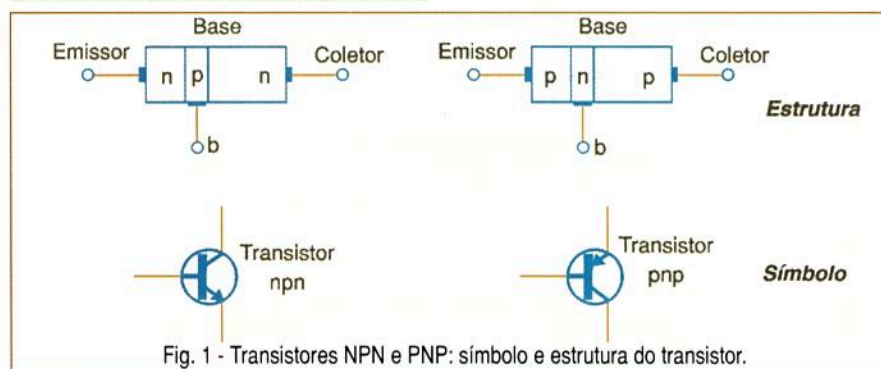 Base
Emissor
Coletor
n p n
b
Base
Emissor
Coletor
p n p
b
Estrutura
Transistor
npn
Transistor
pnp
Símbolo
Fig. 1 - Transistores NPN e PNP: símbolo e estrutura do transistor.